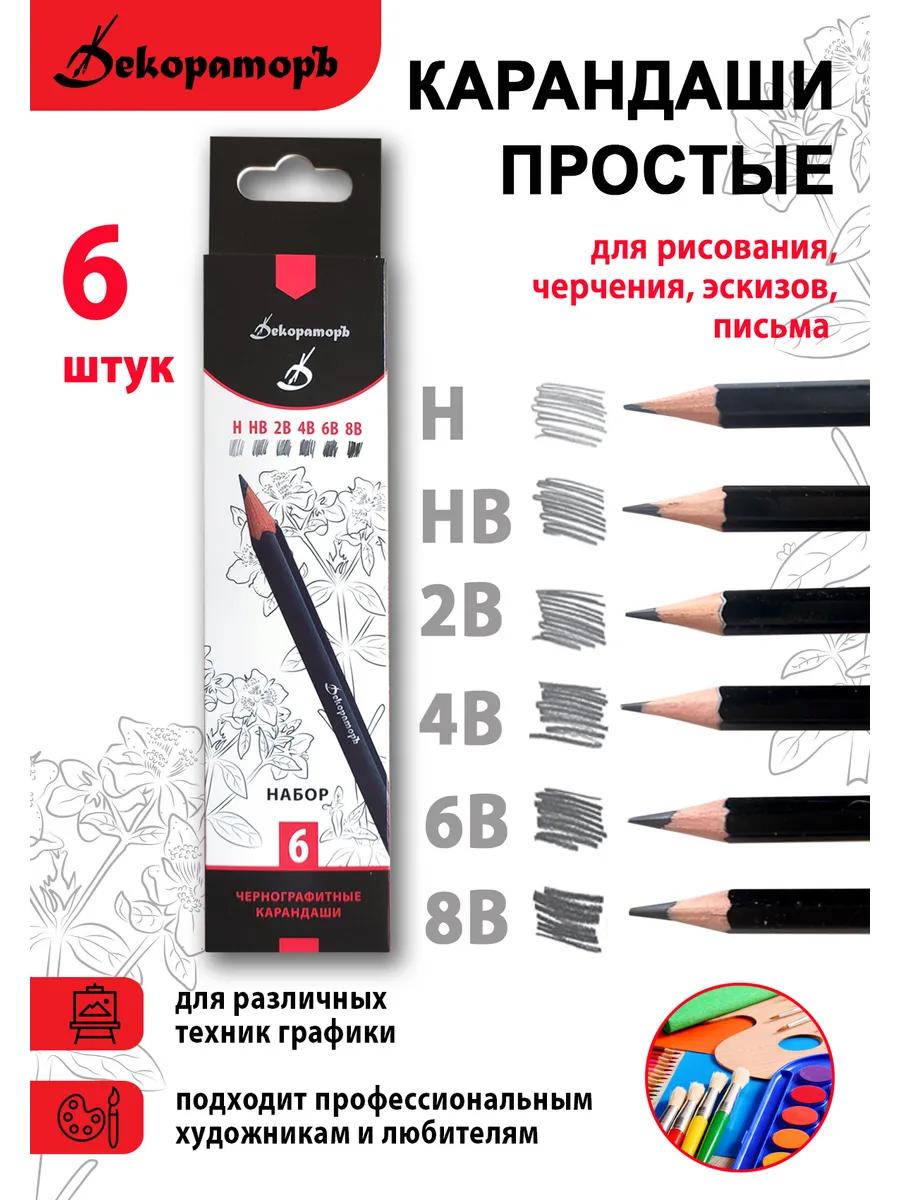 Декораторъ
КАРАНДАШИ
ПРОСТЫЕ
для рисования,
черчения, эскизов,
письма
6
штук
Декораторъ
H HB 2B 4B 6B 8B
Декораторъ
НАБОР
6
ЧЕРНОГРАФИТНЫЕ
КАРАНДАШИ
H
HB
2B
4B
6B
8B
для различных
техник графики
подходит профессиональным
художникам и любителям